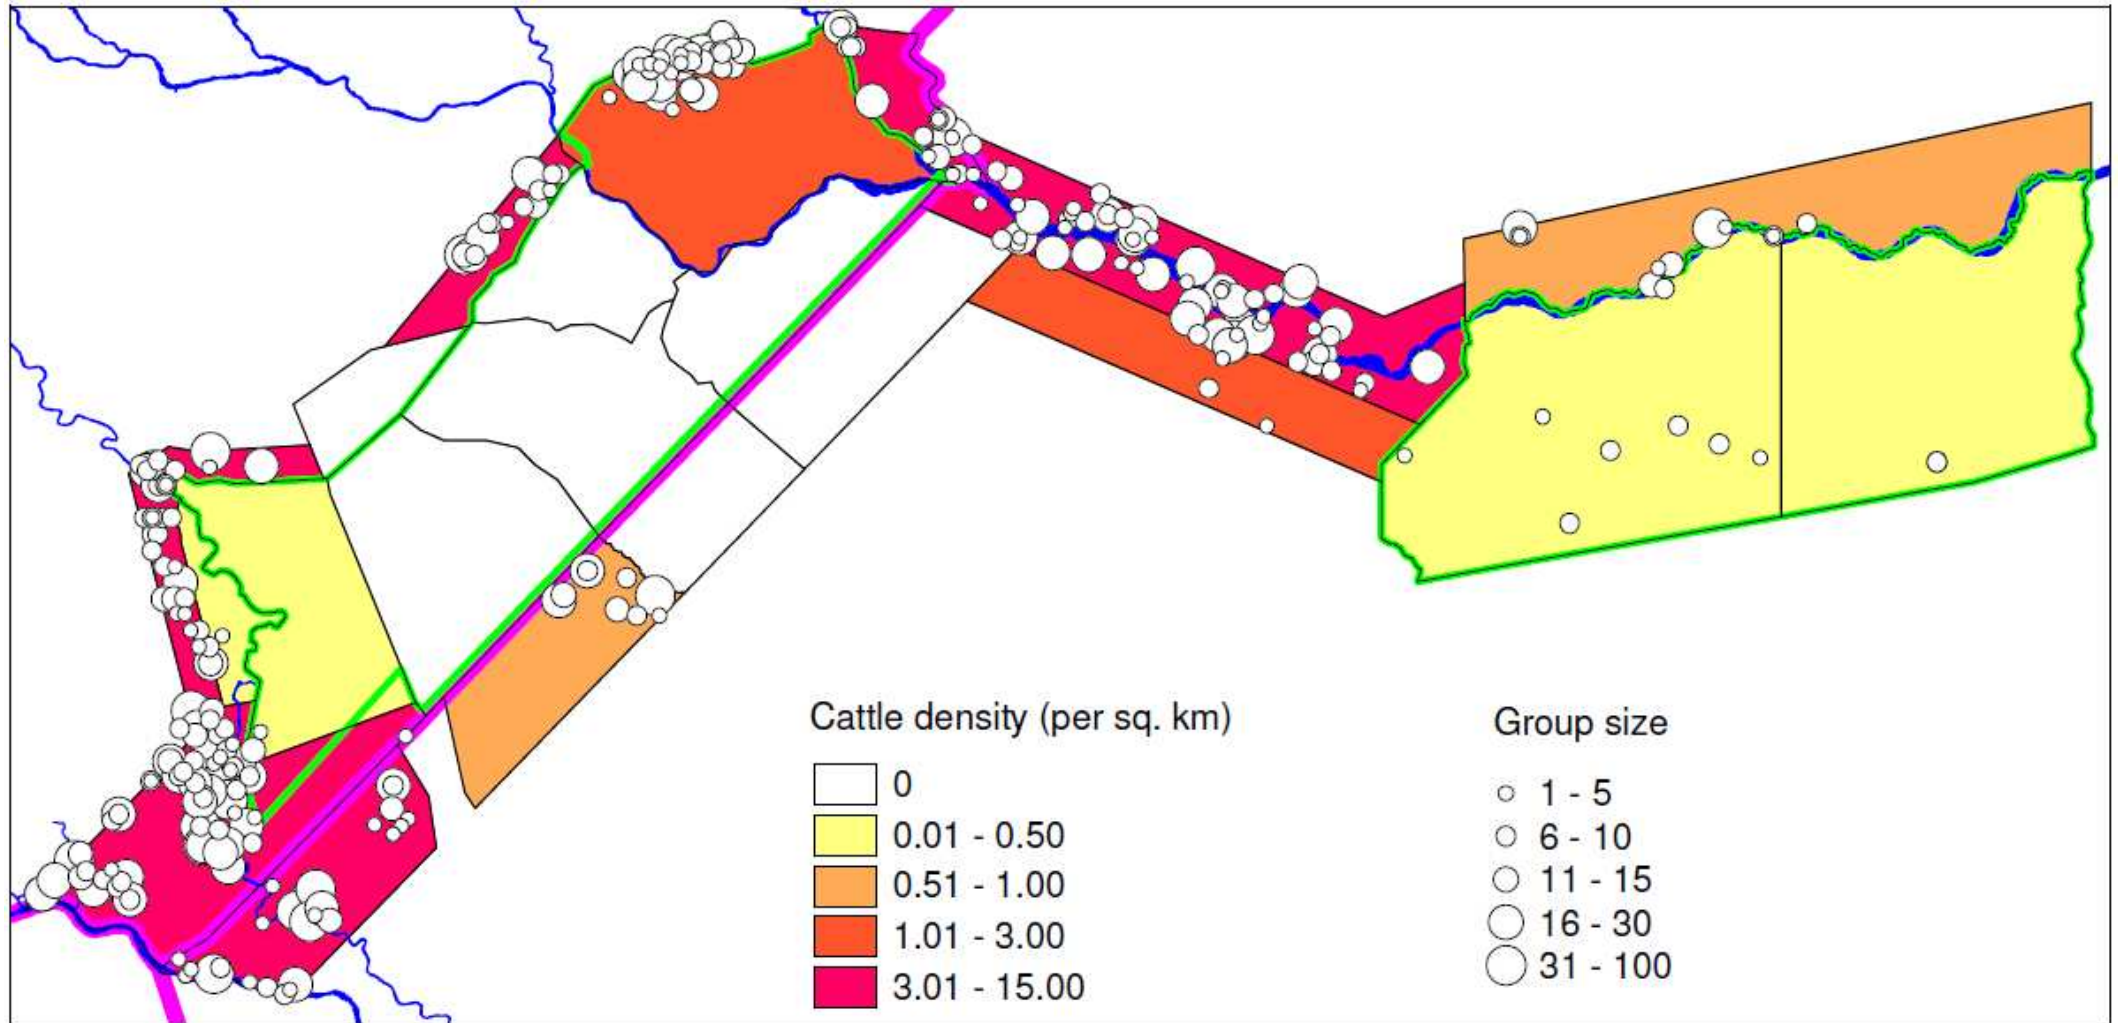 Cattle density (per sq. km)
0
0.01 - 0.50
0.51 - 1.00
1.01 - 3.00
3.01 - 15.00
Group size
1 - 5
6 - 10
11 - 15
16 - 30
31 - 100